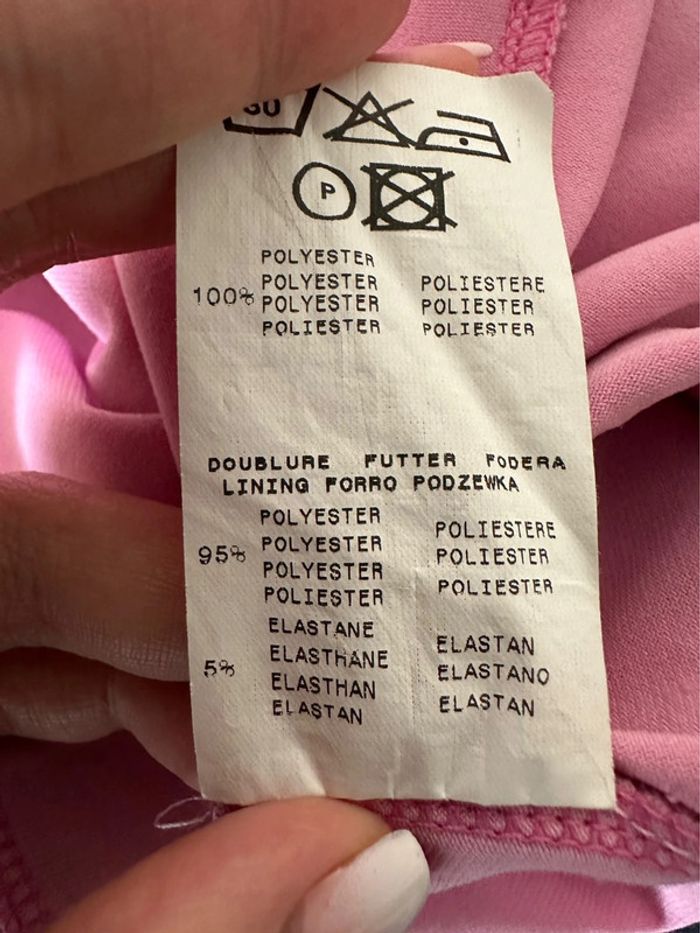 30
P
POLYESTER
POLYESTER POLIESTERE
100% POLYESTER POLIESTER
POLIESTER POLIESTER
DOUBLURE FUTTER FODERA
LINING FORRO PODZEWKA
POLYESTER POLIESTERE
95% POLYESTER POLIESTER
POLYESTER POLIESTER
POLIESTER
ELASTANE ELASTAN
5% ELASTHANE ELASTANO
ELASTHAN ELASTAN
ELASTAN